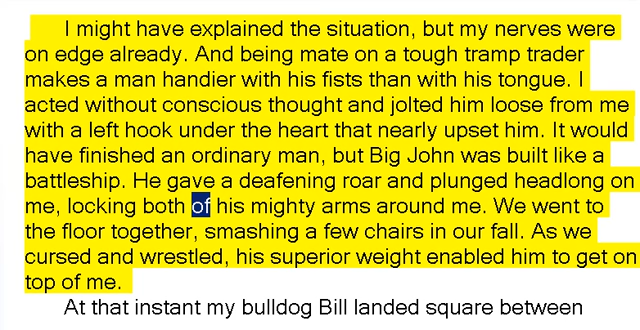 I might have explained the situation, but my nerves were
on edge already. And being mate on a tough tramp trader
makes a man handier with his fists than with his tongue. I
acted without conscious thought and jolted him loose from me
with a left hook under the heart that nearly upset him. It would
have finished an ordinary man, but Big John was built like a
battleship. He gave a deafening roar and plunged headlong on
me, locking both of his mighty arms around me. We went to
the floor together, smashing a few chairs in our fall. As we
cursed and wrestled, his superior weight enabled him to get on
top of me.
At that instant my bulldog Bill landed square between